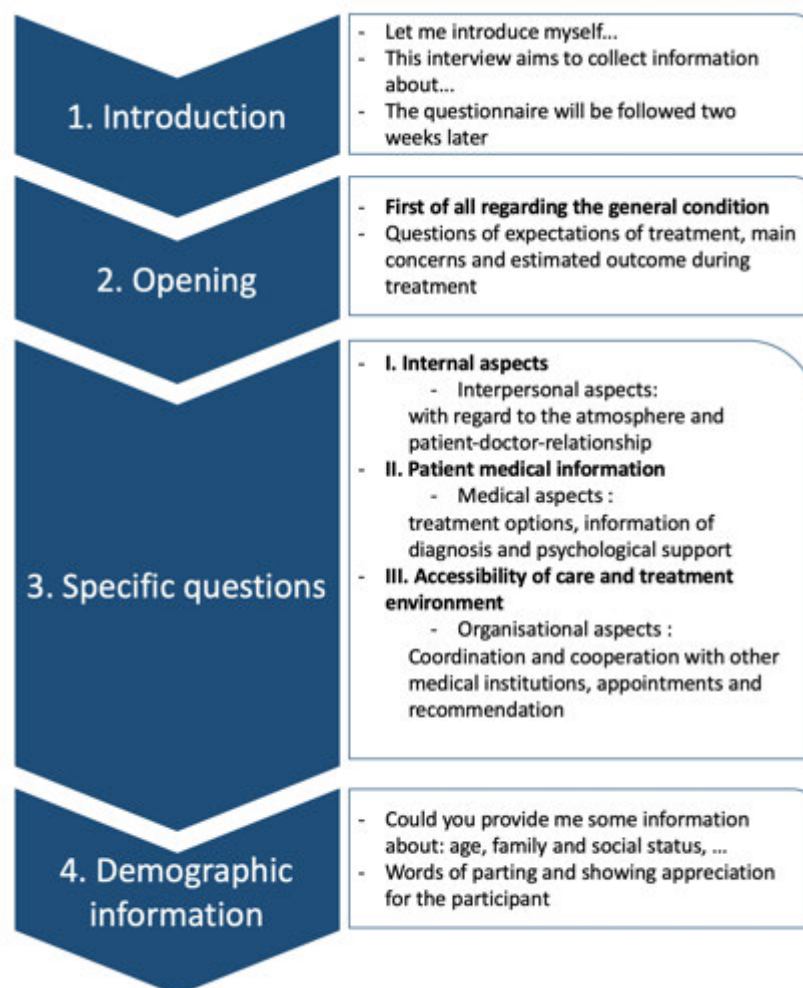 1. Introduction
- Let me introduce myself...
- This interview aims to collect information
about...
- The questionnaire will be followed two
weeks later
2. Opening
- First of all regarding the general condition
- Questions of expectations of treatment, main
concerns and estimated outcome during
treatment
3. Specific questions
- I. Internal aspects
- Interpersonal aspects:
with regard to the atmosphere and
patient-doctor-relationship
- II. Patient medical information
- Medical aspects :
treatment options, information of
diagnosis and psychological support
- III. Accessibility of care and treatment
environment
- Organisational aspects :
Coordination and cooperation with other
medical institutions, appointments and
recommendation
4. Demographic
information
- Could you provide me some information
about: age, family and social status, ...
- Words of parting and showing appreciation
for the participant